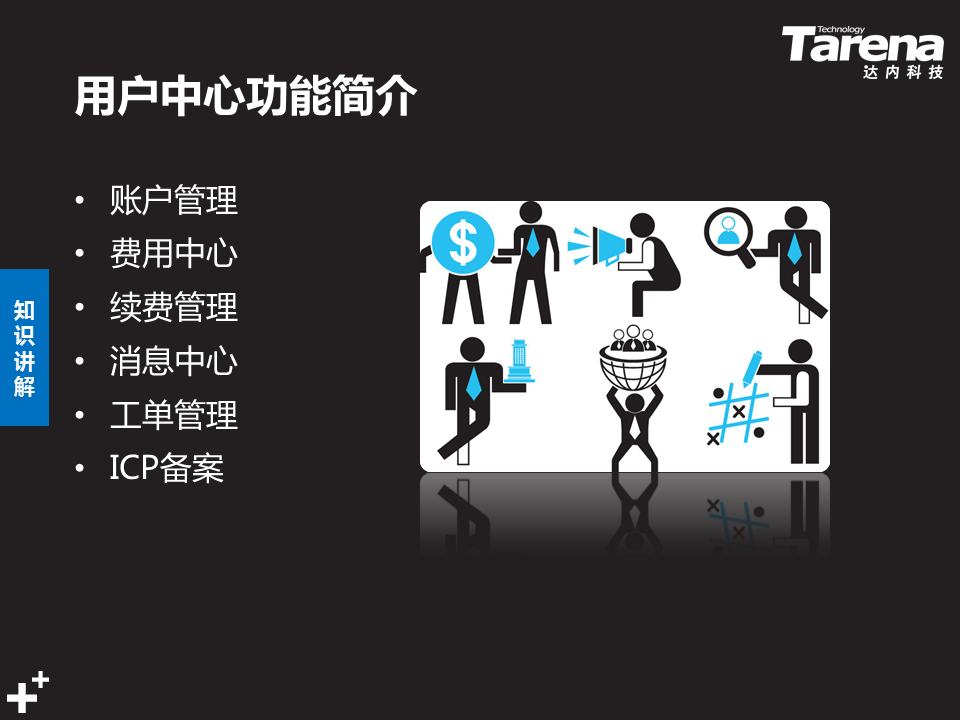 Technology
Tarena
达内科技
用户中心功能简介
• 账户管理
• 费用中心
• 续费管理
• 消息中心
• 工单管理
• ICP备案
知识讲解
$